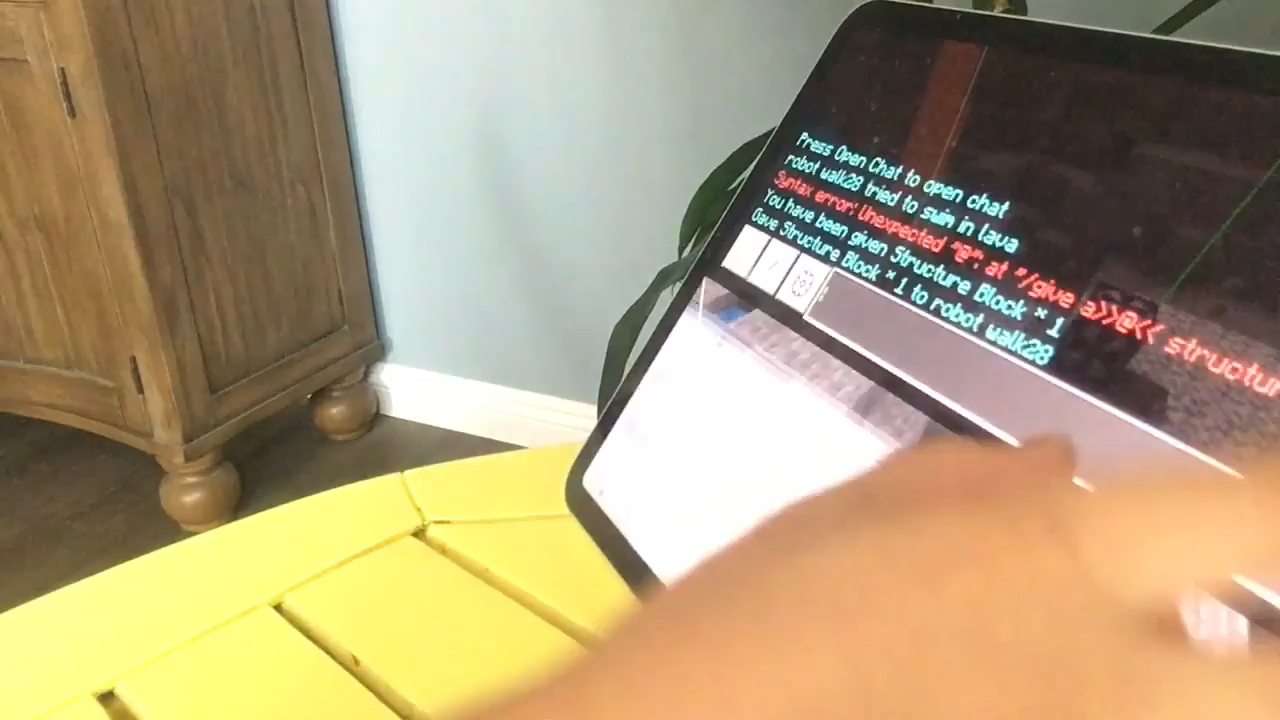 Press Open Chat to open chat
robot walk28 tried to swim in lava
Syntax error: Unexpected "@": at "/give a>>@<< structur
You have been given Structure Block * 1
Gave Structure Block * 1 to robot walk28